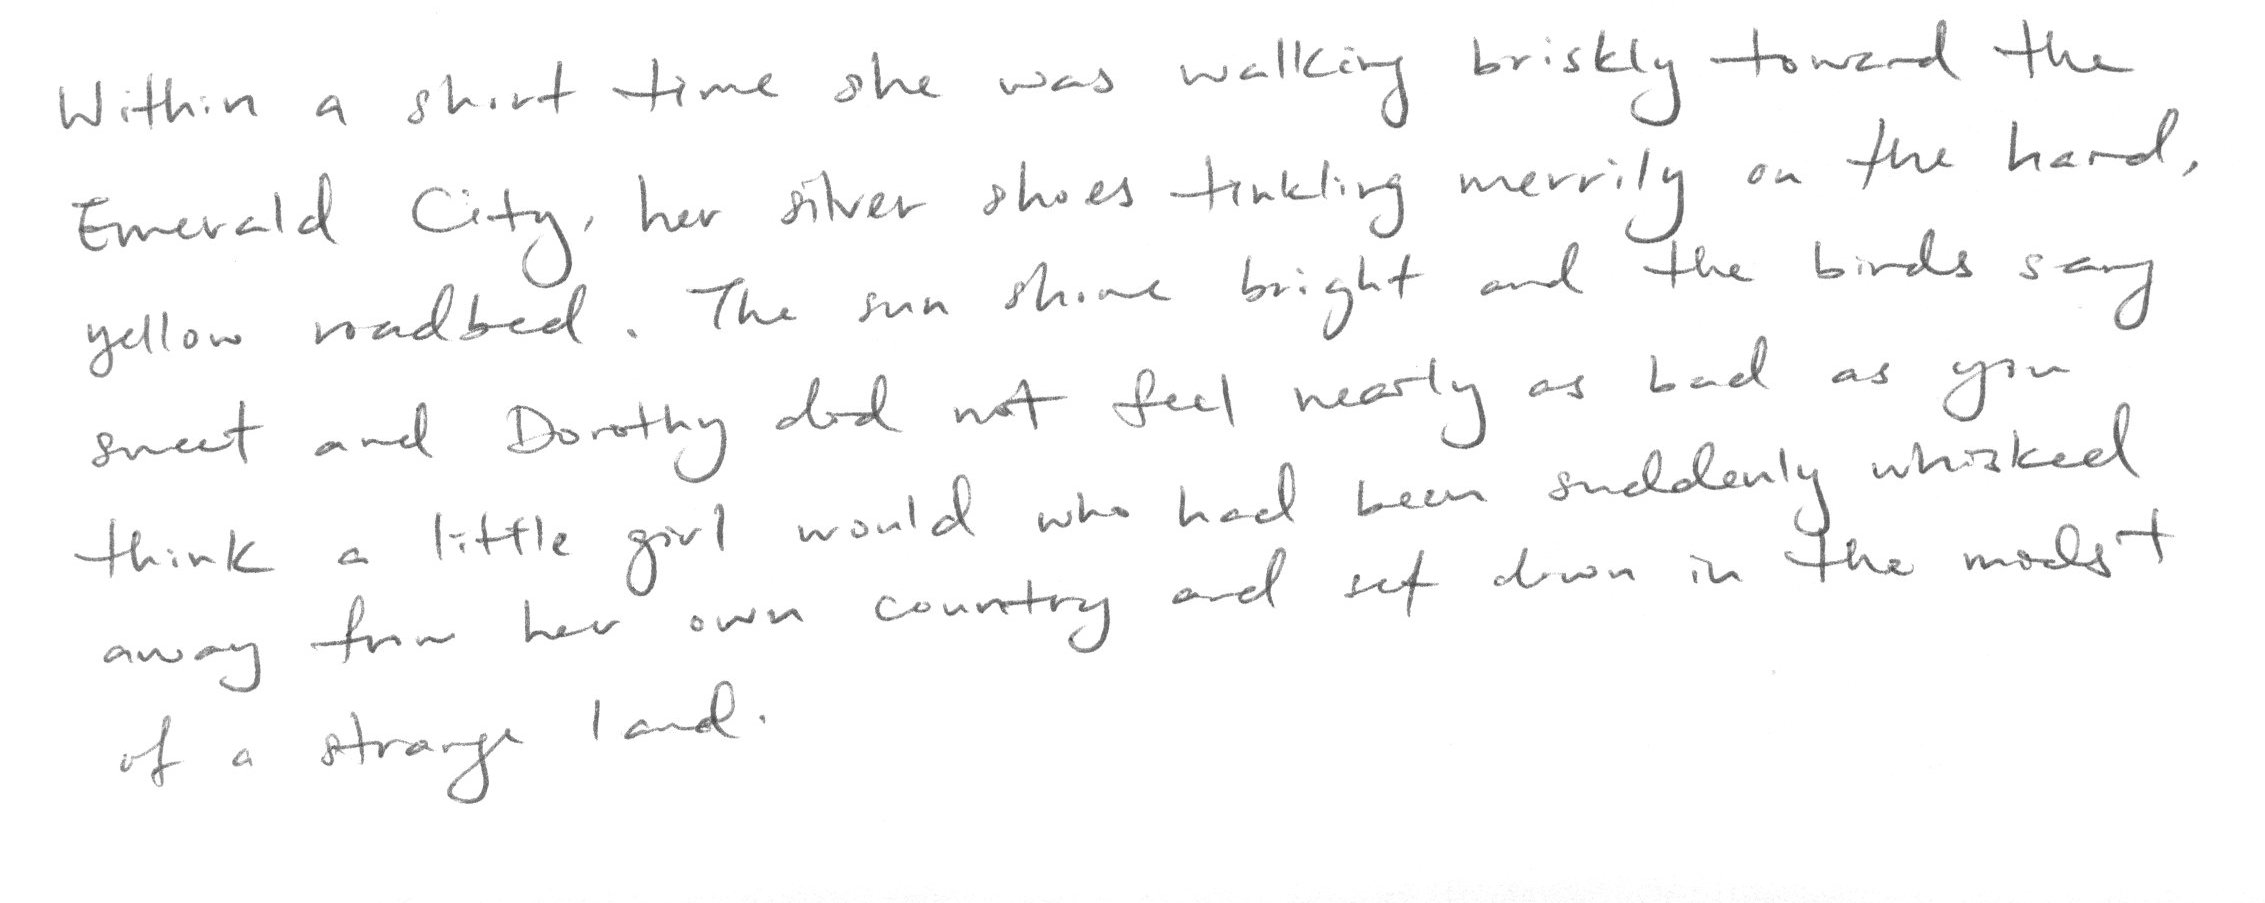 Within a short time she was walking briskly toward the
Emerald City, her silver shoes tinkling merrily on the hard,
yellow roadbed. The sun shone bright and the birds sang
sweet and Dorothy did not feel nearly as bad as you
think a little girl would who had been suddenly whisked
away from her own country and set down in the midst
of a strange land.